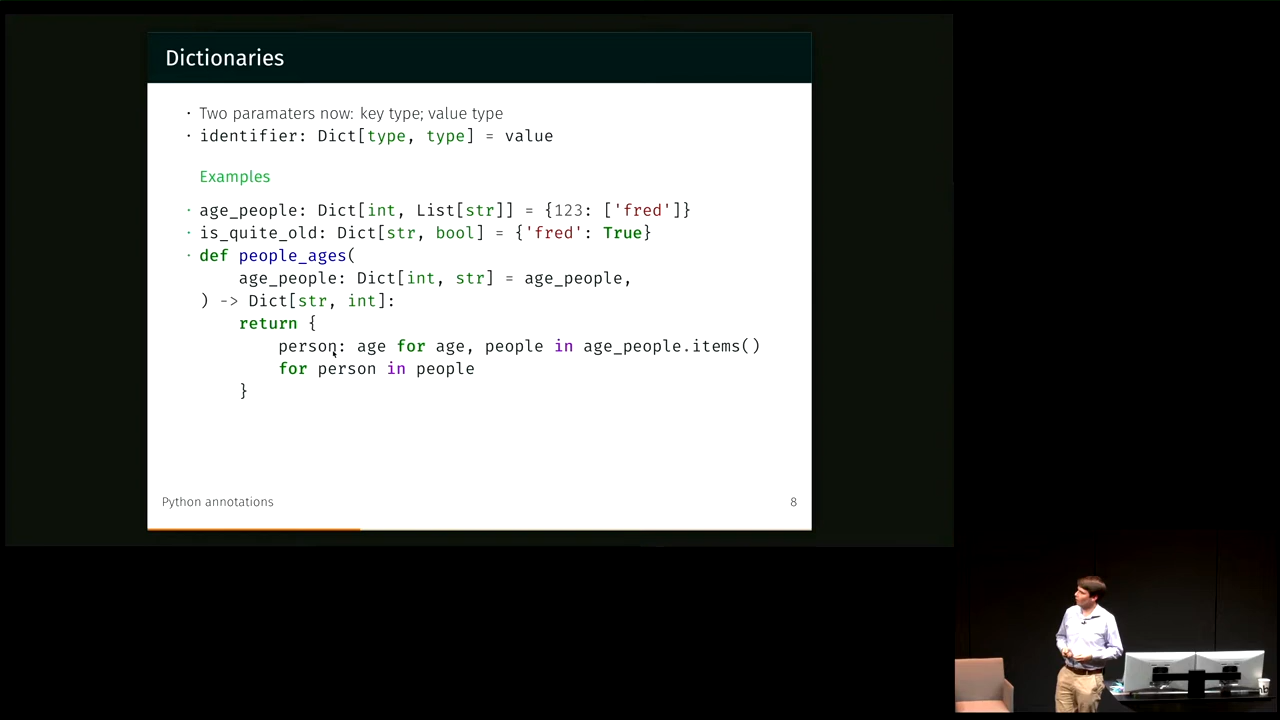 Dictionaries
· Two paramaters now: key type; value type
· identifier: Dict[type, type] = value
Examples
· age_people: Dict[int, List[str]] = {123: ['fred']}
· is_quite_old: Dict[str, bool] = {'fred': True}
· def people_ages(
age_people: Dict[int, str] = age_people,
) -> Dict[str, int]:
return {
person: age for age, people in age_people.items()
for person in people
}
Python annotations 8